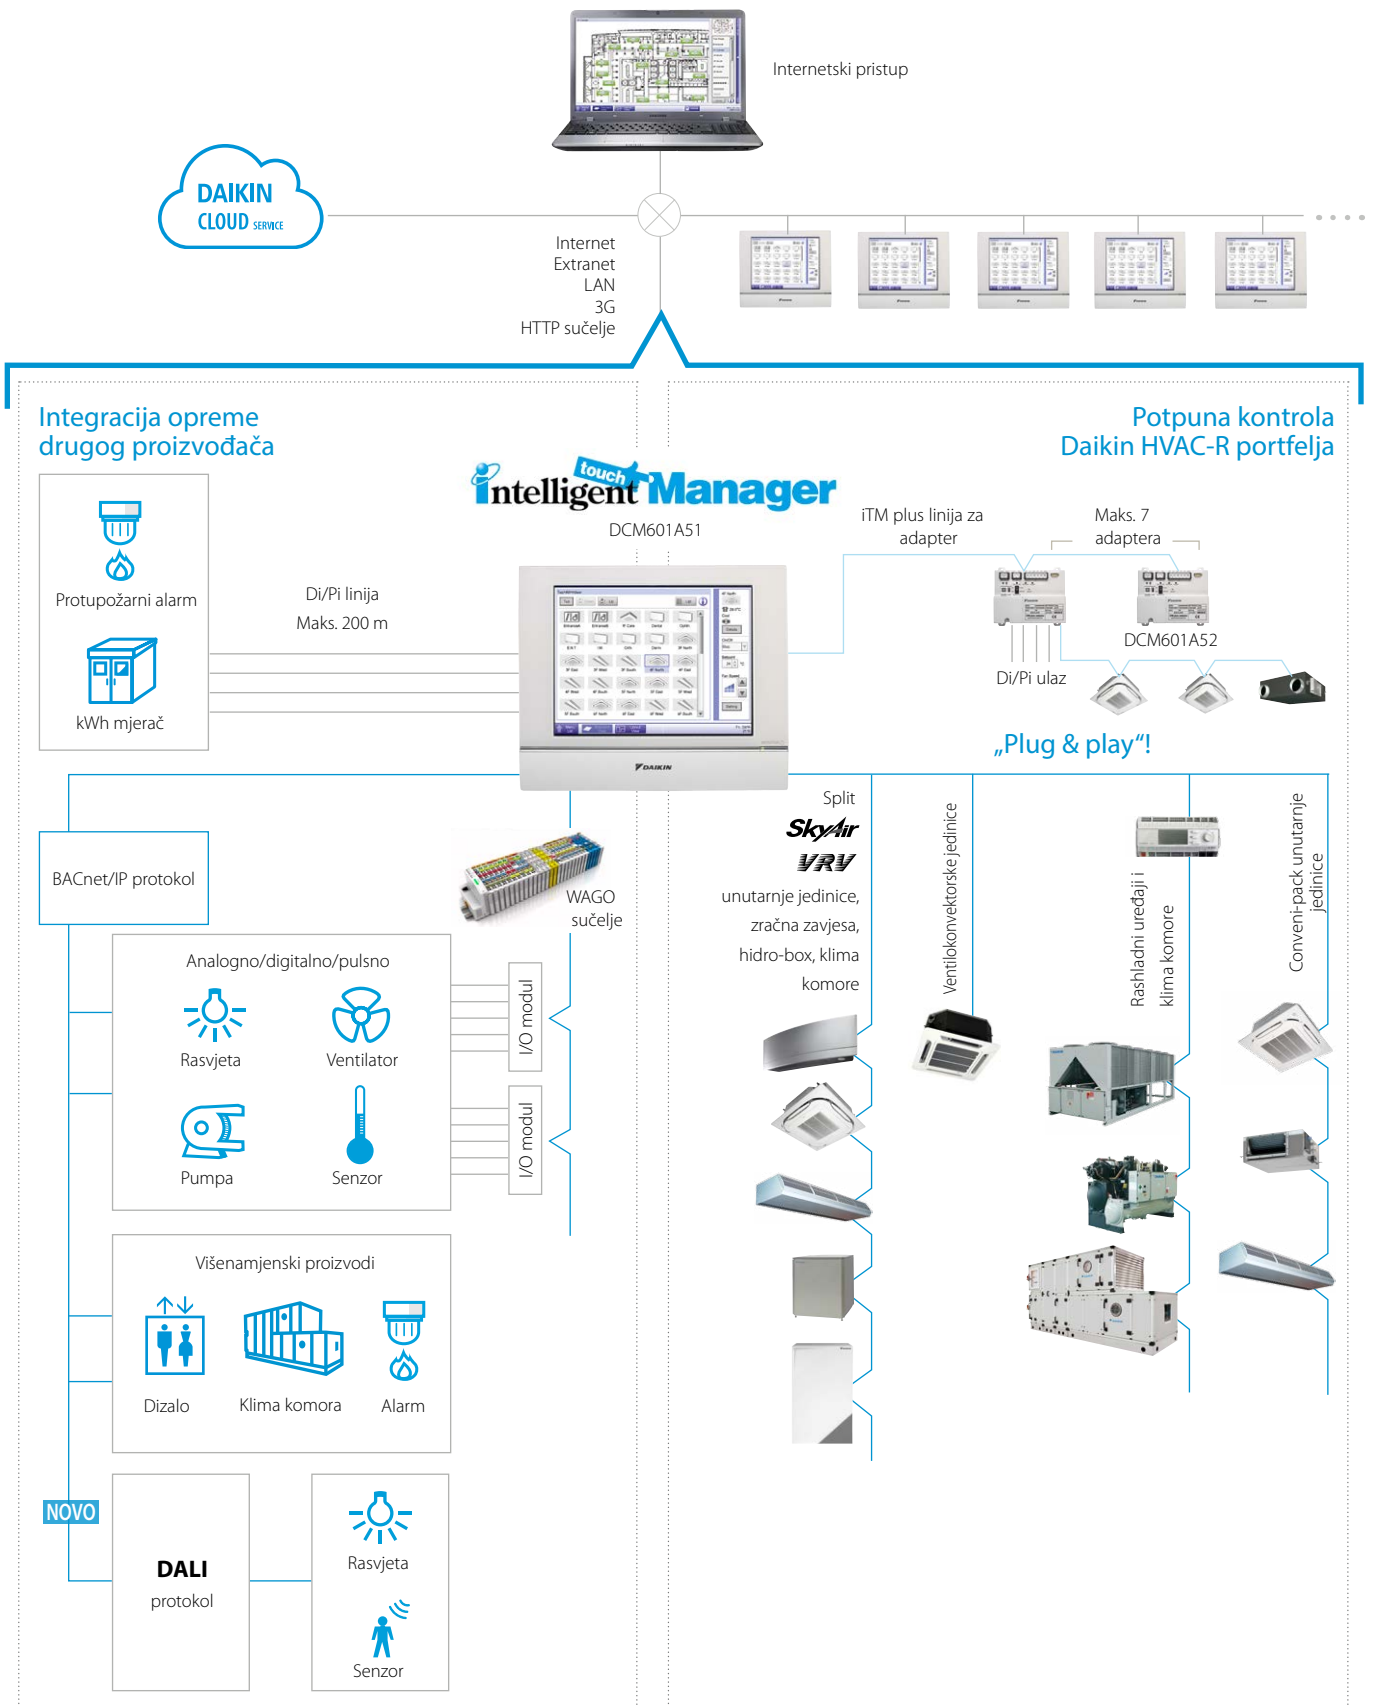 Internetski pristup
DAIKIN
CLOUD SERVICE
Internet
Extranet
LAN
3G
HTTP sučelje
Integracija opreme
drugog proizvođača
Potpuna kontrola
Daikin HVAC-R portfelja
Protupožarni alarm
kWh mjerač
Di/Pi linija
Maks. 200 m
intelligent touch Manager
DCM601A51
DAIKIN
iTM plus linija za
adapter
Maks. 7
adaptera
DCM601A52
Di/Pi ulaz
„Plug & play“!
BACnet/IP protokol
WAGO
sučelje
Analogno/digitalno/pulsno
Rasvjeta
Ventilator
Pumpa
Senzor
I/O modul
I/O modul
Višenamjenski proizvodi
Dizalo
Klima komora
Alarm
NOVO
DALI
protokol
Rasvjeta
Senzor
Split
SkyAir
VRV
unutarnje jedinice,
zračna zavjesa,
hidro-box, klima
komore
Ventilokonvektorske jedinice
Rashladni uređaji i
klima komore
Conveni-pack unutarnje
jedinice